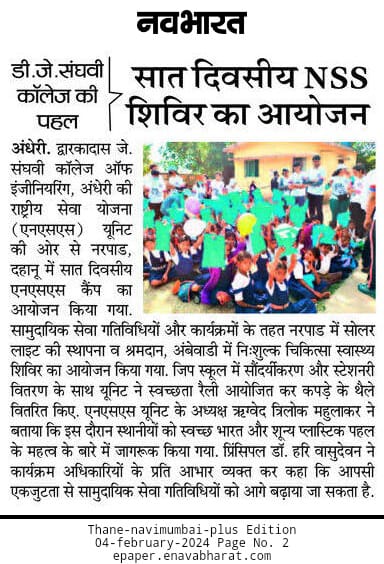 नवभारत
डी.जे.संघवी
कॉलेज की
पहल
सात दिवसीय NSS
शिविर का आयोजन
अंधेरी. द्वारकादास जे.
संघवी कॉलेज ऑफ
इंजीनियरिंग, अंधेरी की
राष्ट्रीय सेवा योजना
(एनएसएस) यूनिट
की ओर से नरपाड,
दहानू में सात दिवसीय
एनएसएस कैंप का
आयोजन किया गया.
सामुदायिक सेवा गतिविधियों और कार्यक्रमों के तहत नरपाड में सोलर
लाइट की स्थापना व श्रमदान, अंबेवाडी में निःशुल्क चिकित्सा स्वास्थ्य
शिविर का आयोजन किया गया. जिप स्कूल में सौंदर्यीकरण और स्टेशनरी
वितरण के साथ यूनिट ने स्वच्छता रैली आयोजित कर कपड़े के थैले
वितरित किए. एनएसएस यूनिट के अध्यक्ष ऋग्वेद त्रिलोक महुलाकर ने
बताया कि इस दौरान स्थानीयों को स्वच्छ भारत और शून्य प्लास्टिक पहल
के महत्व के बारे में जागरूक किया गया. प्रिंसिपल डॉ. हरि वासुदेवन ने
कार्यक्रम अधिकारियों के प्रति आभार व्यक्त कर कहा कि आपसी
एकजुटता से सामुदायिक सेवा गतिविधियों को आगे बढ़ाया जा सकता है.
Thane-navimumbai-plus Edition
04-february-2024 Page No. 2
epaper.enavabharat.com